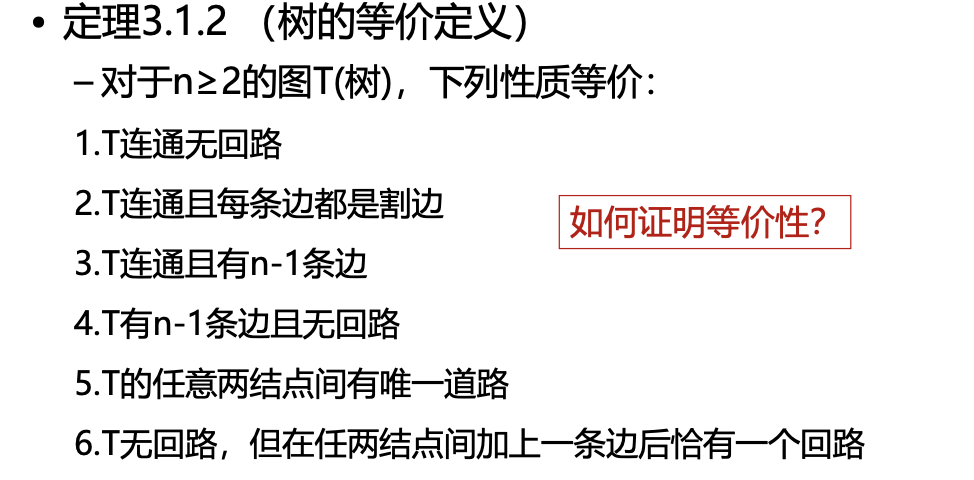 • 定理3.1.2 （树的等价定义）
– 对于n≥2的图T(树)，下列性质等价：
1.T连通无回路
2.T连通且每条边都是割边
如何证明等价性？
3.T连通且有n-1条边
4.T有n-1条边且无回路
5.T的任意两结点间有唯一道路
6.T无回路，但在任两结点间加上一条边后恰有一个回路